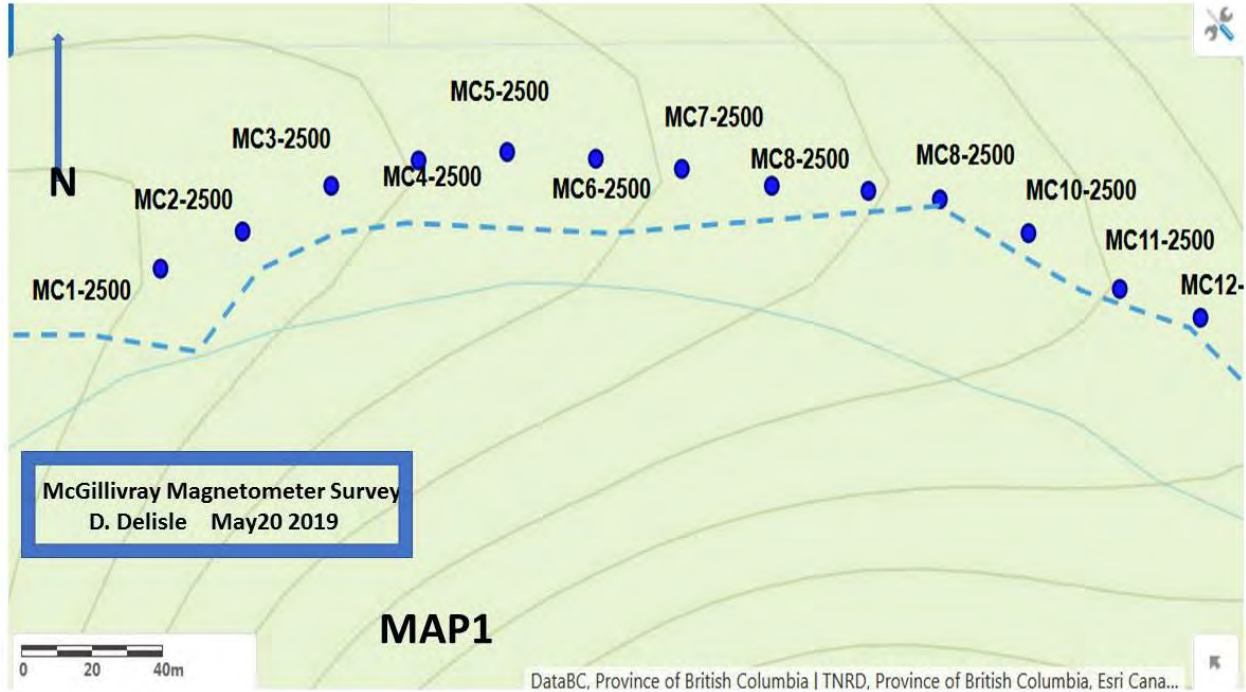 MC5-2500
MC7-2500
MC3-2500
MC8-2500
MC8-2500
MC4-2500
MC6-2500
N
MC2-2500
MC10-2500
MC11-2500
MC1-2500
MC12-
McGillivray Magnetometer Survey
D. Delisle May20 2019
MAP1
0 20 40m
DataBC, Province of British Columbia | TNRD, Province of British Columbia, Esri Cana...